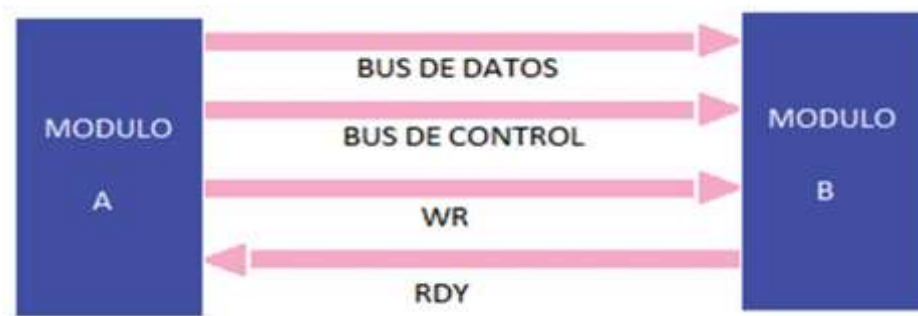 MODULO
A
BUS DE DATOS
BUS DE CONTROL
WR
RDY
MODULO
B